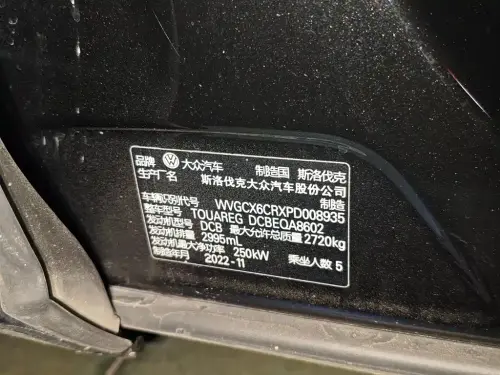 品牌 大众汽车 制造国 斯洛伐克
生产厂名 斯洛伐克大众汽车股份公司
制造
车辆识别代号 WVGCX6CRXPD008935
整车型号 TOUAREG DCBEQA8602
发动机型号 DCB 最大允许总质量 2720kg
发动机排量 2995mL
发动机最大净功率 250kW 乘坐人数 5
制造年月 2022-11